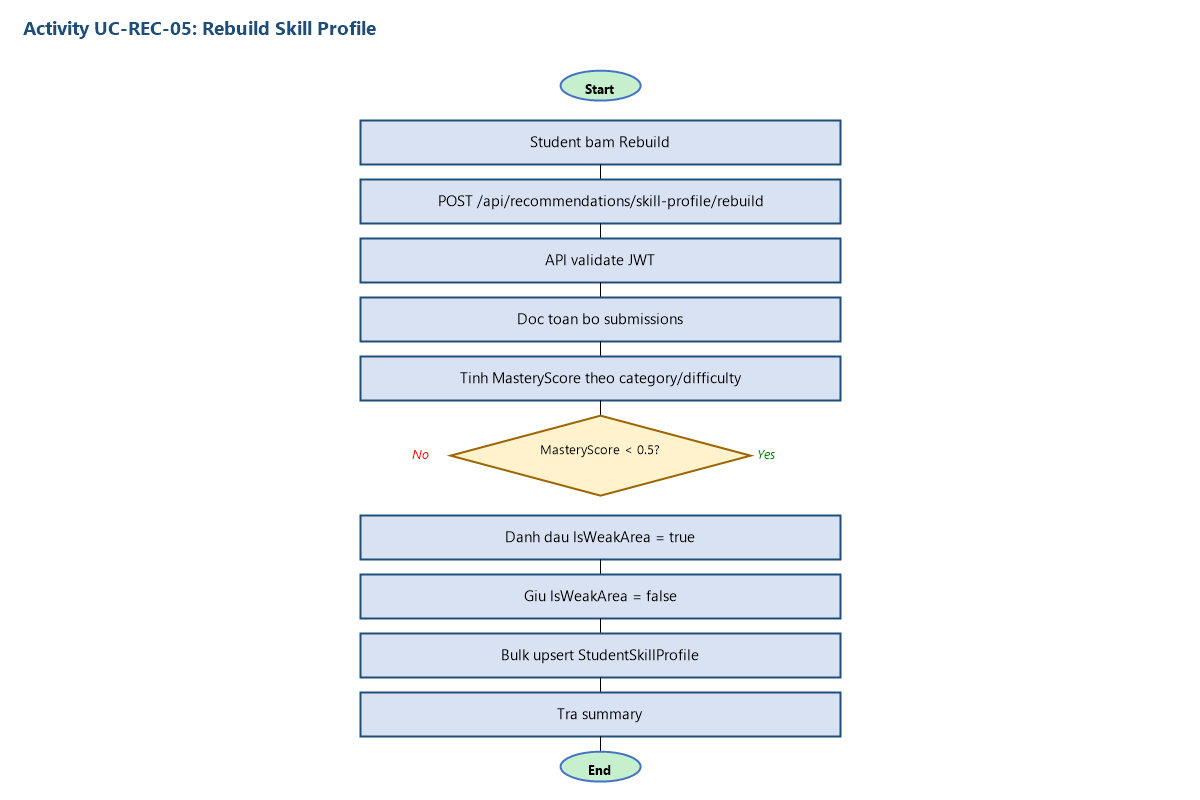 Activity UC-REC-05: Rebuild Skill Profile
Start
Student bam Rebuild
POST /api/recommendations/skill-profile/rebuild
API validate JWT
Doc toan bo submissions
Tinh MasteryScore theo category/difficulty
MasteryScore < 0.5?
No
Yes
Danh dau IsWeakArea = true
Giu IsWeakArea = false
Bulk upsert StudentSkillProfile
Tra summary
End